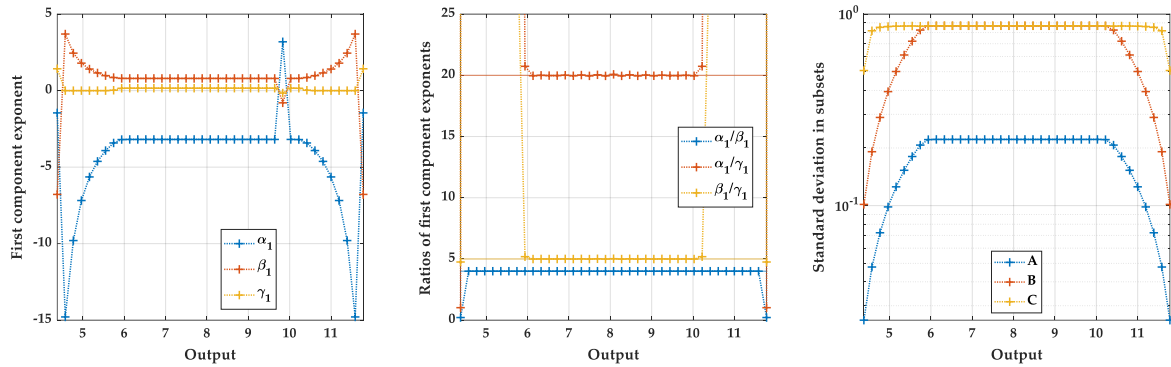 First component exponent
5
0
-5
-10
-15
α₁
β₁
γ₁
5 6 7 8 9 10 11
Output
Ratios of first component exponents
25
20
15
10
5
0
α₁/β₁
α₁/γ₁
β₁/γ₁
5 6 7 8 9 10 11
Output
Standard deviation in subsets
10⁰
10⁻¹
A
B
C
5 6 7 8 9 10 11
Output